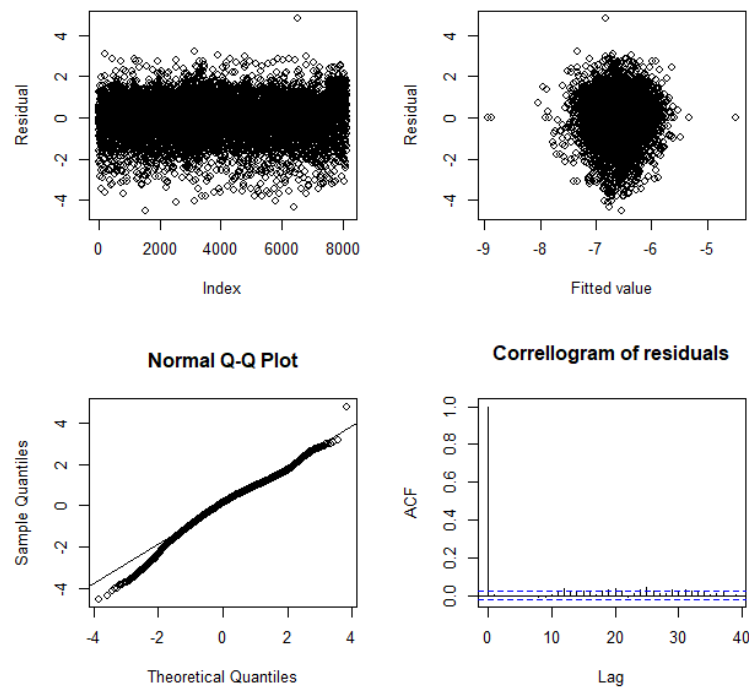 4
2
0
-2
-4
Residual
0 2000 4000 6000 8000
Index
4
2
0
-2
-4
Residual
-9 -8 -7 -6 -5
Fitted value
Normal Q-Q Plot
4
2
0
-2
-4
Sample Quantiles
-4 -2 0 2 4
Theoretical Quantiles
Correllogram of residuals
1.0
0.8
0.6
0.4
0.2
0.0
ACF
0 10 20 30 40
Lag